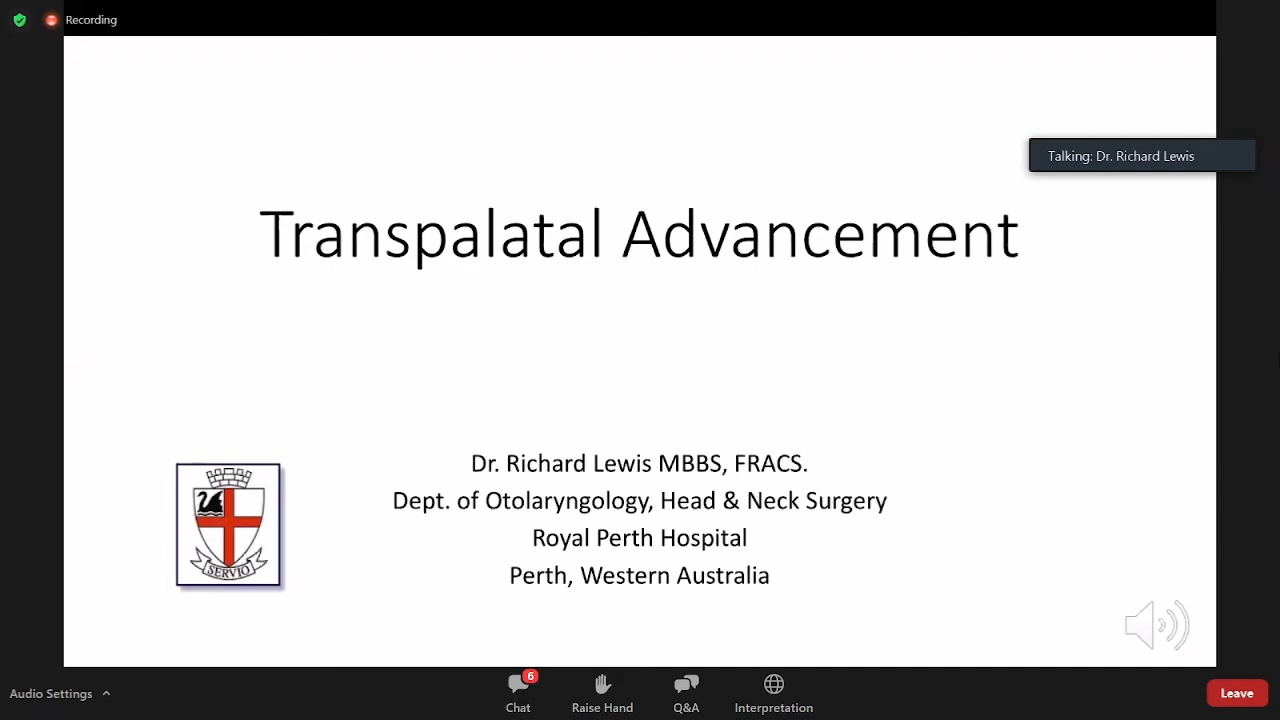 Recording
Talking: Dr. Richard Lewis
Transpalatal Advancement
Dr. Richard Lewis MBBS, FRACS.
Dept. of Otolaryngology, Head & Neck Surgery
Royal Perth Hospital
Perth, Western Australia
SERVIO
Audio Settings
6
Chat
Raise Hand
Q&A
Interpretation
Leave